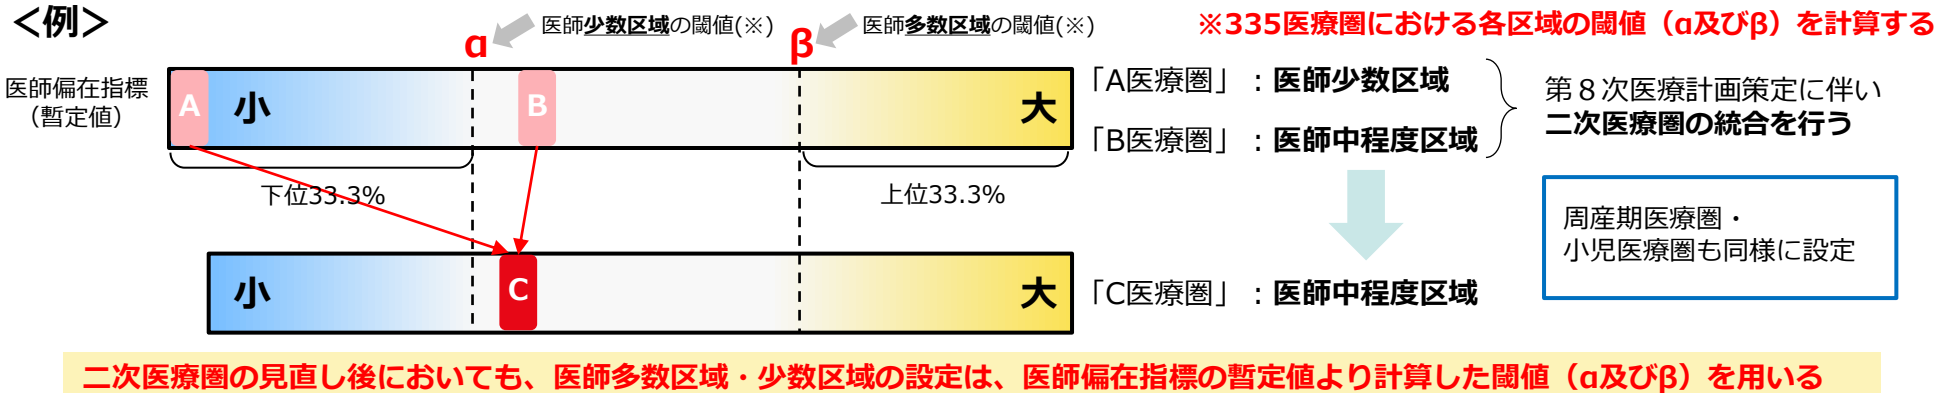 ＜例＞
医師少数区域の閾値(※)
医師多数区域の閾値(※)
※335医療圏における各区域の閾値（α及びβ）を計算する
α
β
医師偏在指標
（暫定値）
A
小
B
大
「A医療圏」：医師少数区域
「B医療圏」：医師中程度区域
第８次医療計画策定に伴い
二次医療圏の統合を行う
下位33.3%
上位33.3%
周産期医療圏・
小児医療圏も同様に設定
小
C
大
「C医療圏」：医師中程度区域
二次医療圏の見直し後においても、医師多数区域・少数区域の設定は、医師偏在指標の暫定値より計算した閾値（α及びβ）を用いる